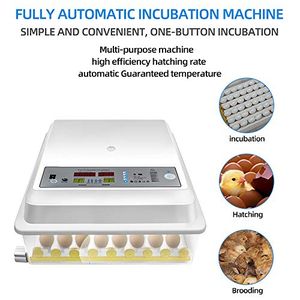 FULLY AUTOMATIC INCUBATION MACHINE
SIMPLE AND CONVENIENT, ONE-BUTTON INCUBATION
Multi-purpose machine
high efficiency hatching rate
automatic Guaranteed temperature
incubation
Hatching
Brooding